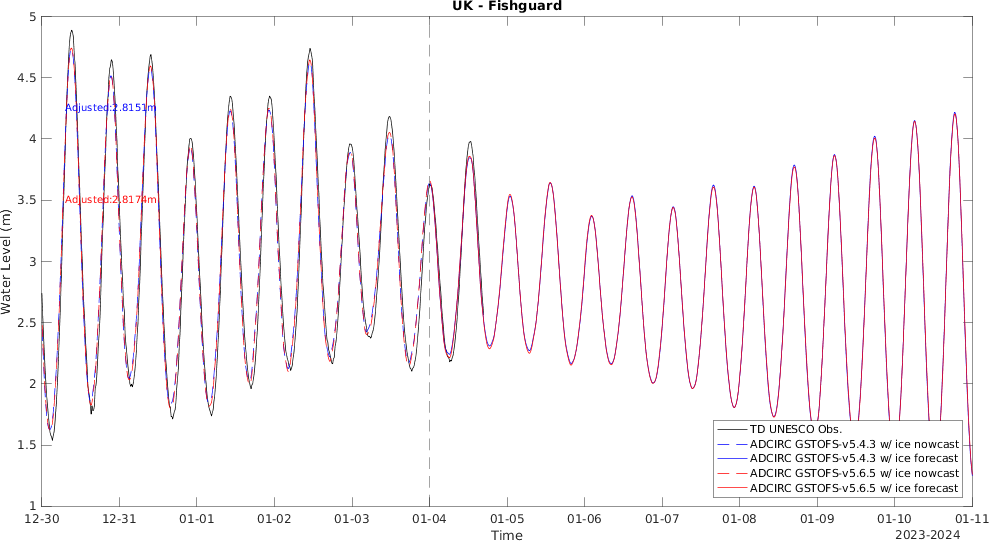 UK - Fishguard
5
4.5
4
3.5
3
2.5
2
1.5
1
Water Level (m)
Adjusted:2.8151m
Adjusted:2.8174m
TD UNESCO Obs.
ADCIRC GSTOFS-v5.4.3 w/ ice nowcast
ADCIRC GSTOFS-v5.4.3 w/ ice forecast
ADCIRC GSTOFS-v5.6.5 w/ ice nowcast
ADCIRC GSTOFS-v5.6.5 w/ ice forecast
12-30 12-31 01-01 01-02 01-03 01-04 01-05 01-06 01-07 01-08 01-09 01-10 01-11
Time
2023-2024